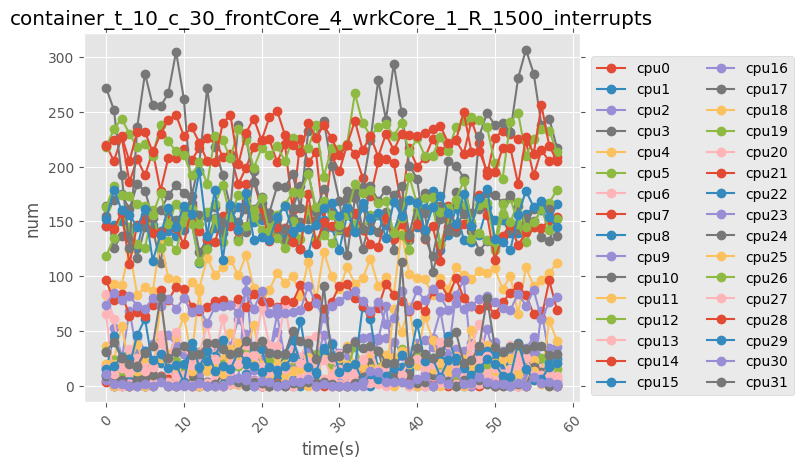 container_t_10_c_30_frontCore_4_wrkCore_1_R_1500_interrupts
num
300
250
200
150
100
50
0
0 10 20 30 40 50 60
time(s)
cpu0 cpu16
cpu1 cpu17
cpu2 cpu18
cpu3 cpu19
cpu4 cpu20
cpu5 cpu21
cpu6 cpu22
cpu7 cpu23
cpu8 cpu24
cpu9 cpu25
cpu10 cpu26
cpu11 cpu27
cpu12 cpu28
cpu13 cpu29
cpu14 cpu30
cpu15 cpu31